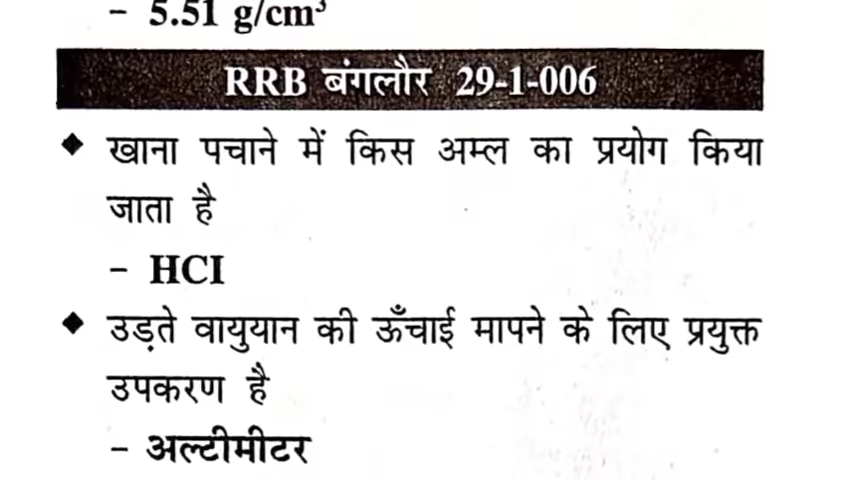 – 5.51 g/cm³
RRB बंगलौर 29-1-006
◆ खाना पचाने में किस अम्ल का प्रयोग किया
जाता है
– HCI
◆ उड़ते वायुयान की ऊँचाई मापने के लिए प्रयुक्त
उपकरण है
– अल्टीमीटर